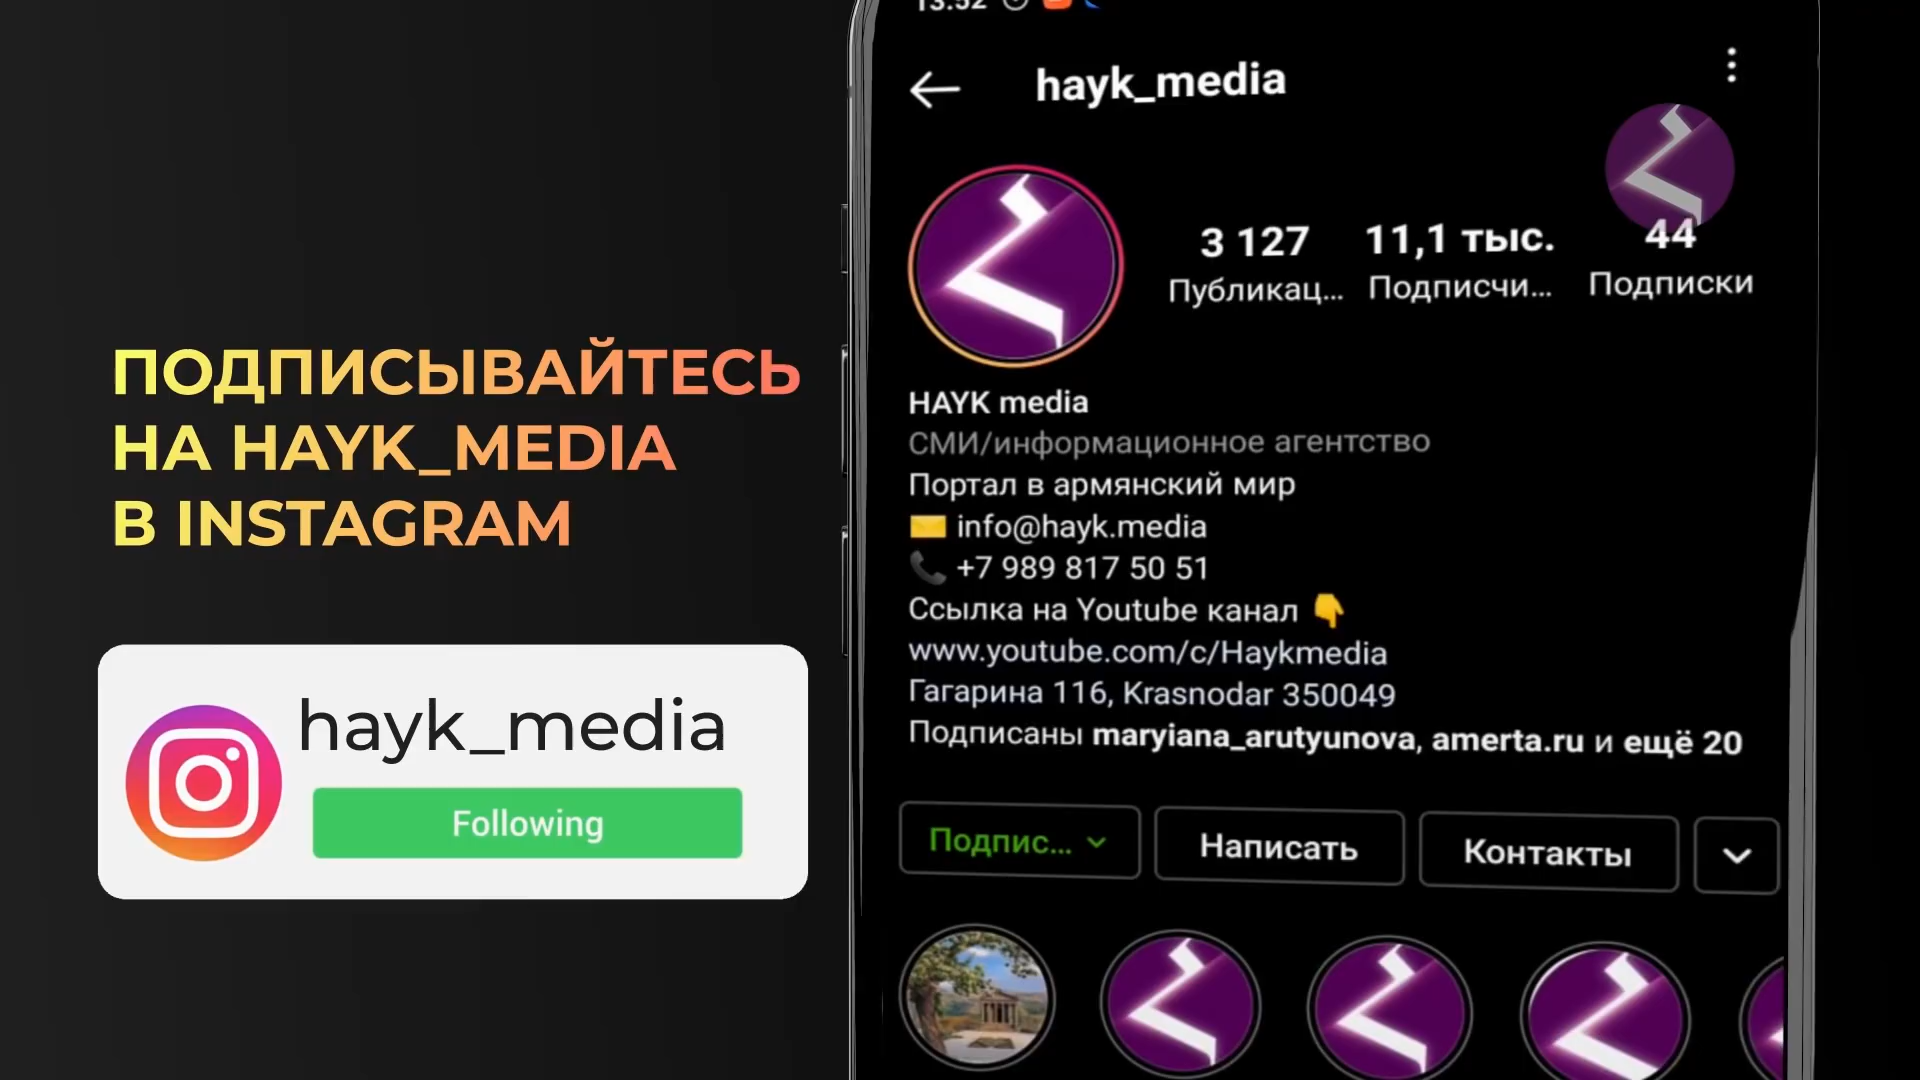 ПОДПИСЫВАЙТЕСЬ
НА HAYK_MEDIA
В INSTAGRAM
hayk_media
Following
13:52
hayk_media
3 127
Публикац...
11,1 тыс.
Подписчи...
44
Подписки
HAYK media
СМИ/информационное агентство
Портал в армянский мир
info@hayk.media
+7 989 817 50 51
Ссылка на Youtube канал
www.youtube.com/c/Haykmedia
Гагарина 116, Krasnodar 350049
Подписаны maryiana_arutyunova, amerta.ru и ещё 20
Подпис...
Написать
Контакты